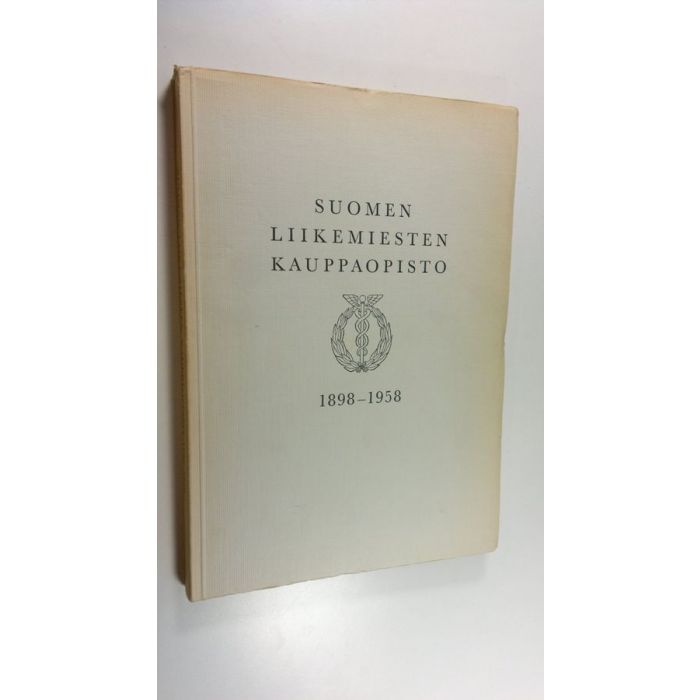 SUOMEN
LIIKEMIESTEN
KAUPPAOPISTO
1898–1958